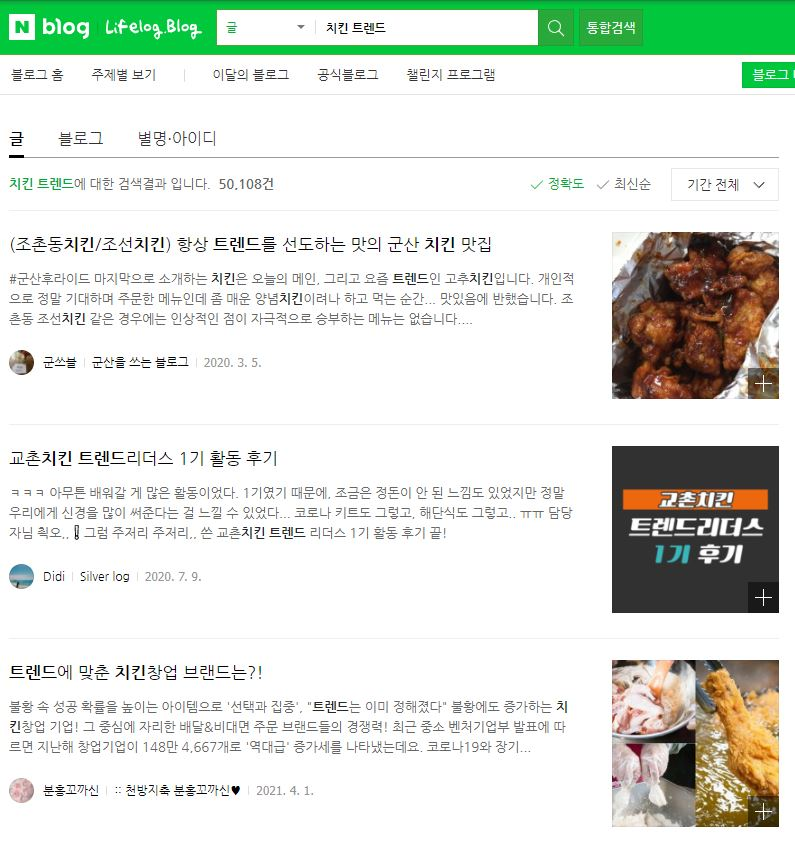 N blog Lifelog.Blog 글 치킨 트렌드 통합검색
블로그 홈 주제별 보기 이달의 블로그 공식블로그 챌린지 프로그램 블로그
글 블로그 별명·아이디
치킨 트렌드에 대한 검색결과 입니다. 50,108건 정확도 최신순 기간 전체
(조촌동치킨/조선치킨) 항상 트렌드를 선도하는 맛의 군산 치킨 맛집
#군산후라이드 마지막으로 소개하는 치킨은 오늘의 메인, 그리고 요즘 트렌드인 고추치킨입니다. 개인적
으로 정말 기대하며 주문한 메뉴인데 좀 매운 양념치킨이려나 하고 먹는 순간... 맛있음에 반했습니다. 조
촌동 조선치킨 같은 경우에는 인상적인 점이 자극적으로 승부하는 메뉴는 없습니다....
군쓰블 군산을 쓰는 블로그 2020. 3. 5.
교촌치킨 트렌드리더스 1기 활동 후기
ㅋㅋㅋ 아무튼 배워갈 게 많은 활동이었다. 1기였기 때문에, 조금은 정돈이 안 된 느낌도 있었지만 정말
우리에게 신경을 많이 써준다는 걸 느낄 수 있었다... 코로나 키트도 그렇고, 해단식도 그렇고.. ㅠㅠ 담당
자님 췩오,,❕그럼 주저리 주저리,, 쓴 교촌치킨 트렌드 리더스 1기 활동 후기 끝!
Didi Silver log 2020. 7. 9.
교촌치킨
트렌드리더스
1기 후기
트렌드에 맞춘 치킨창업 브랜드는?!
불황 속 성공 확률을 높이는 아이템으로 '선택과 집중', "트렌드는 이미 정해졌다" 불황에도 증가하는 치
킨창업 기업! 그 중심에 자리한 배달&비대면 주문 브랜드들의 경쟁력! 최근 중소 벤처기업부 발표에 따
르면 지난해 창업기업이 148만 4,667개로 '역대급' 증가세를 나타냈는데요. 코로나19와 장기...
분홍꼬까신 :: 천방지축 분홍꼬까신♥ 2021. 4. 1.